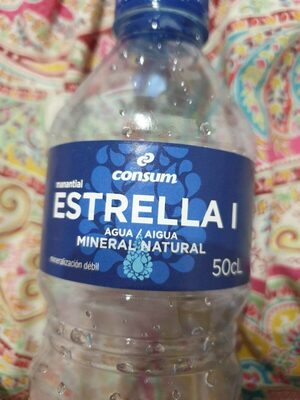 consum
manantial
ESTRELLA I
AGUA / AIGUA
MINERAL NATURAL
mineralización débil
50cL